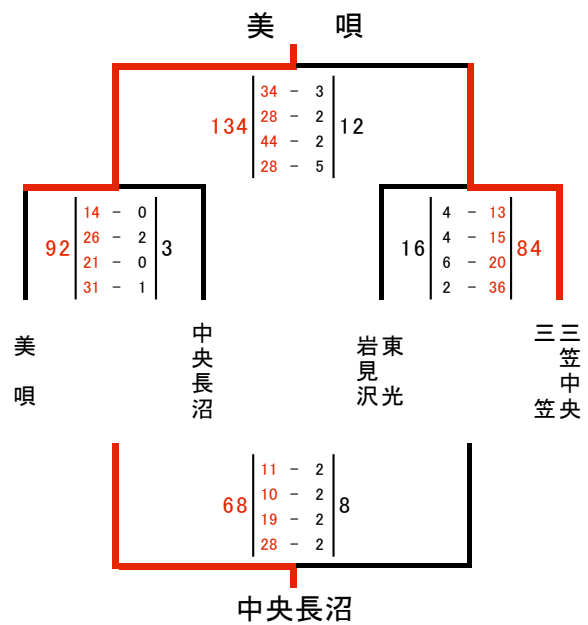 美 唄
34 - 3
28 - 2
134 12
44 - 2
28 - 5
14 - 0
26 - 2
92 3
21 - 0
31 - 1
4 - 13
4 - 15
16 84
6 - 20
2 - 36
美唄
中央長沼
東光
岩見沢
三笠中央
三笠
11 - 2
10 - 2
68 8
19 - 2
28 - 2
中央長沼